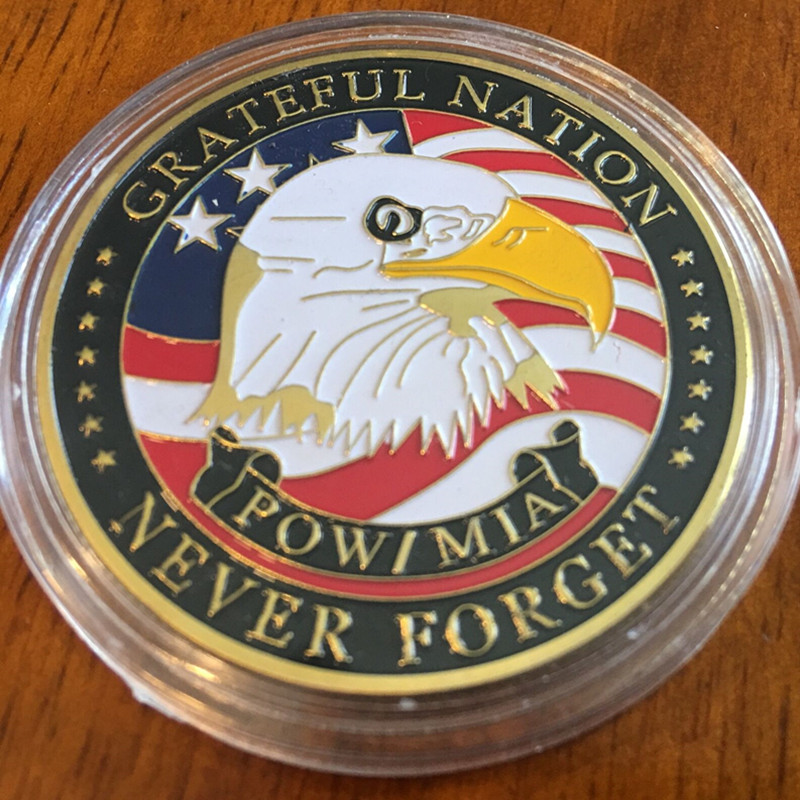 GRATEFUL NATION
POW/ MIA
NEVER FORGET